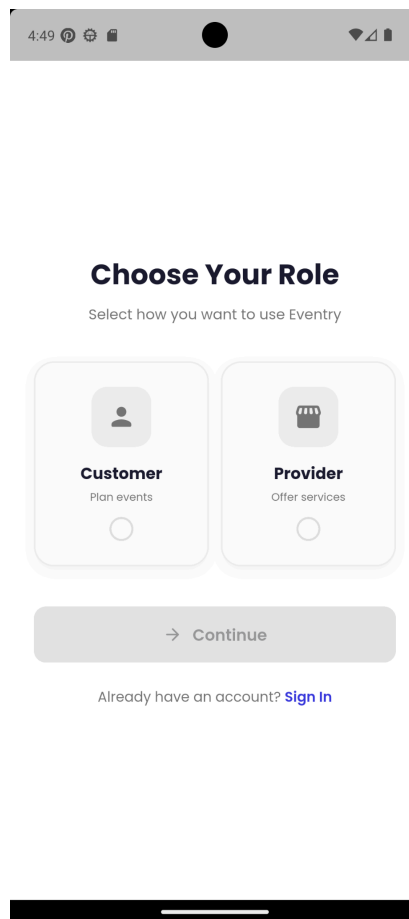 4:49
Choose Your Role
Select how you want to use Eventry
Customer
Plan events
Provider
Offer services
Continue
Already have an account? Sign In